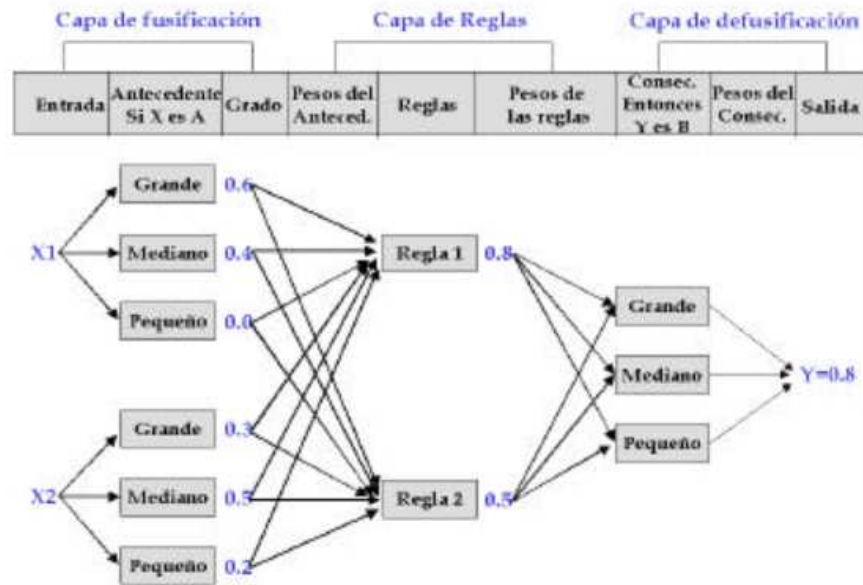 Capa de fusificación
Capa de Reglas
Capa de defusificación
Entrada
Antecedente
Si X es A
Grado
Pesos del
Anteced.
Reglas
Pesos de
las reglas
Consec.
Entonces
Y es B
Pesos del
Consec.
Salida
Grande
0.6
X1
Mediano
0.4
Pequeño
0.0
Regla 1
0.8
Grande
Mediano
Pequeño
Y=0.8
Grande
0.3
X2
Mediano
0.5
Pequeño
0.2
Regla 2
0.5